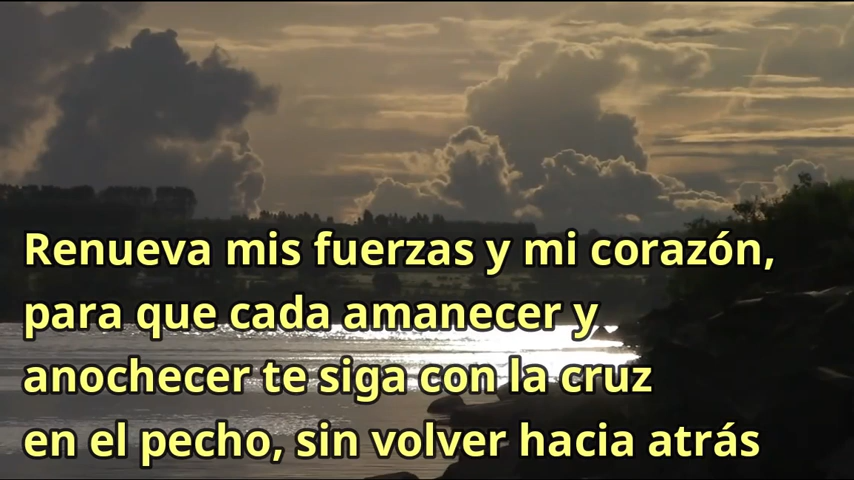 Renueva mis fuerzas y mi corazón,
para que cada amanecer y
anochecer te siga con la cruz
en el pecho, sin volver hacia atrás